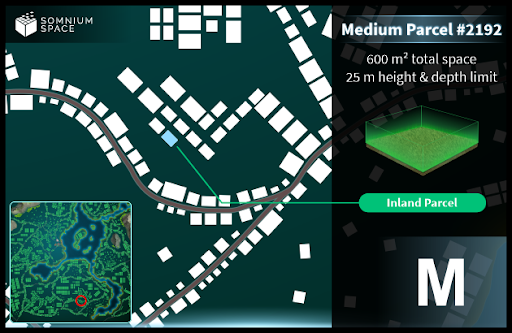 SOMNIUM
SPACE
Medium Parcel #2192
600 m² total space
25 m height & depth limit
Inland Parcel
M